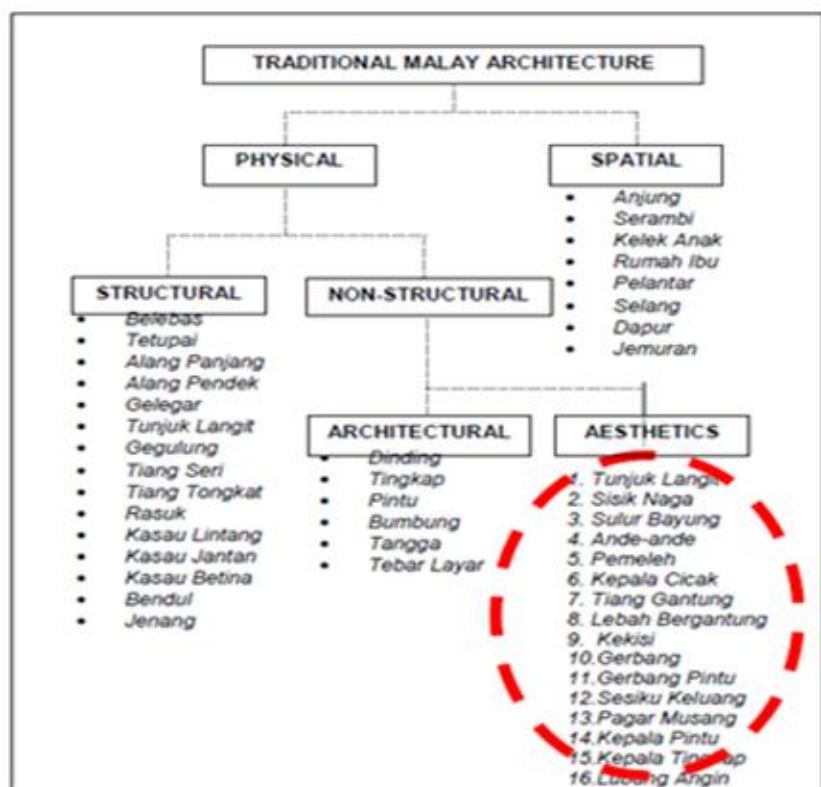 TRADITIONAL MALAY ARCHITECTURE
PHYSICAL
SPATIAL
• Anjung
• Serambi
• Kelek Anak
• Rumah Ibu
• Pelantar
• Selang
• Dapur
• Jemuran
STRUCTURAL
• Belebas
• Tetupai
• Alang Panjang
• Alang Pendek
• Gelegar
• Tunjuk Langit
• Gegulung
• Tiang Seri
• Tiang Tongkat
• Rasuk
• Kasau Lintang
• Kasau Jantan
• Kasau Betina
• Bendul
• Jenang
NON-STRUCTURAL
ARCHITECTURAL
• Dinding
• Tingkap
• Pintu
• Bumbung
• Tangga
• Tebar Layar
AESTHETICS
1. Tunjuk Langit
2. Sisik Naga
3. Sulur Bayung
4. Ande-ande
5. Pemeleh
6. Kepala Cicak
7. Tiang Gantung
8. Lebah Bergantung
9. Kekisi
10.Gerbang
11.Gerbang Pintu
12.Sesiku Keluang
13.Pagar Musang
14.Kepala Pintu
15.Kepala Tingkap
16.Lubang Angin